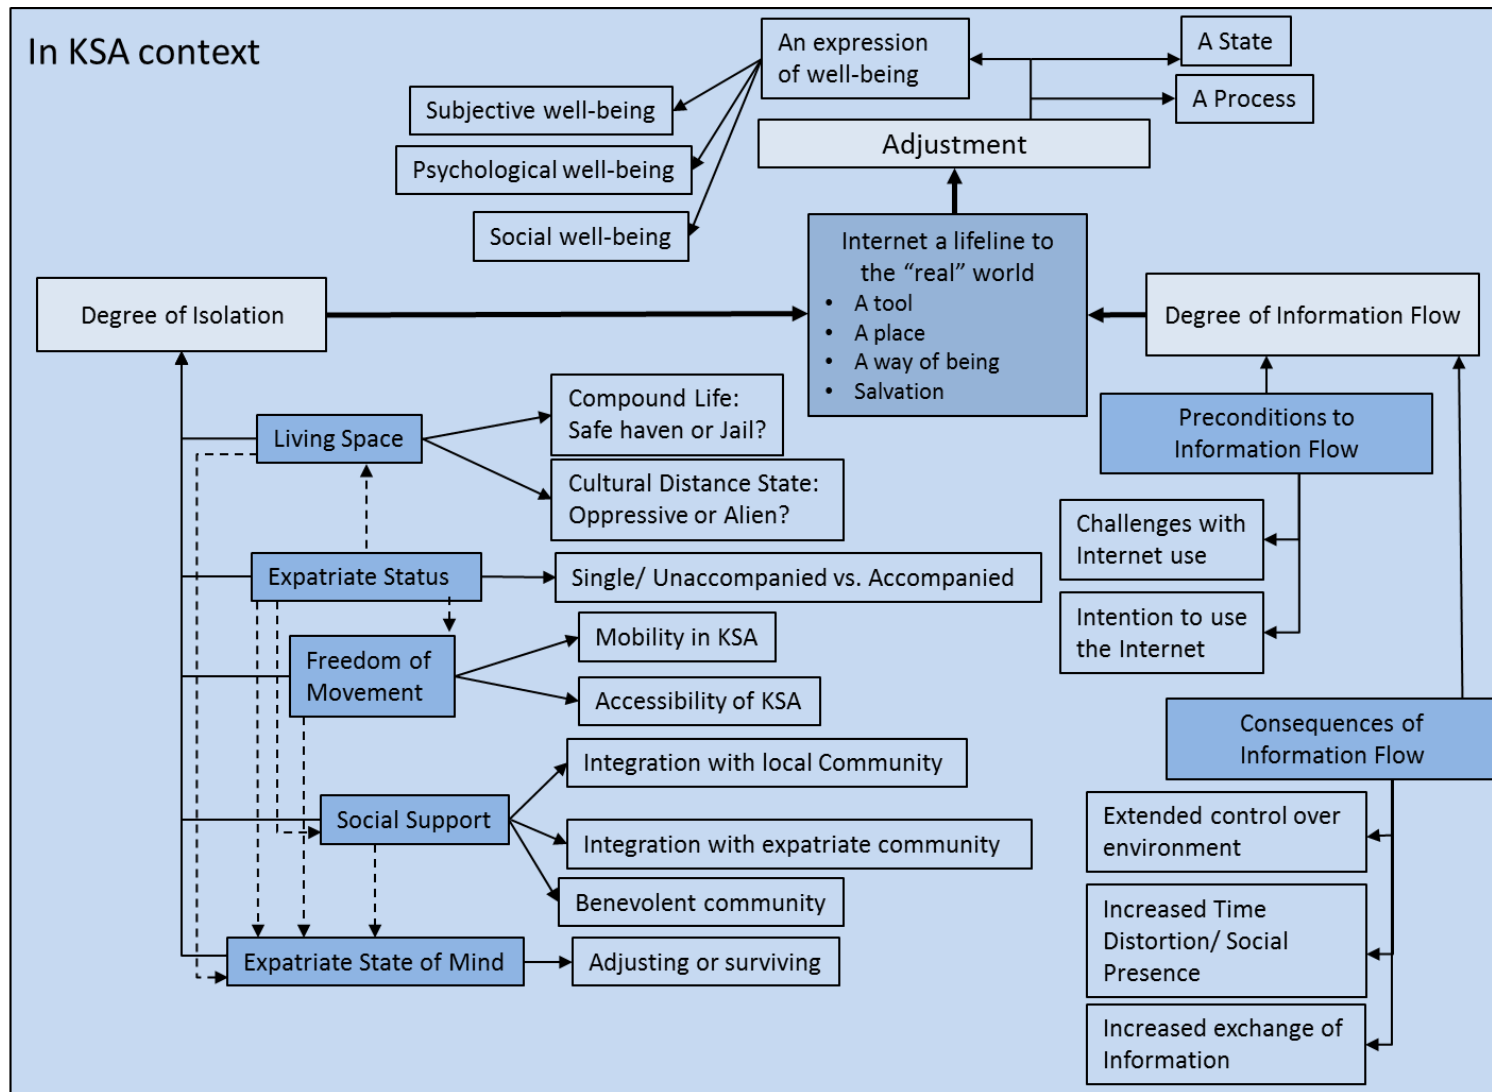 In KSA context
An expression
of well-being
A State
A Process
Subjective well-being
Psychological well-being
Social well-being
Adjustment
Internet a lifeline to
the “real” world
• A tool
• A place
• A way of being
• Salvation
Degree of Isolation
Degree of Information Flow
Living Space
Compound Life:
Safe haven or Jail?
Cultural Distance State:
Oppressive or Alien?
Expatriate Status
Single/ Unaccompanied vs. Accompanied
Freedom of
Movement
Mobility in KSA
Accessibility of KSA
Social Support
Integration with local Community
Integration with expatriate community
Benevolent community
Expatriate State of Mind
Adjusting or surviving
Preconditions to
Information Flow
Challenges with
Internet use
Intention to use
the Internet
Consequences of
Information Flow
Extended control over
environment
Increased Time
Distortion/ Social
Presence
Increased exchange of
Information